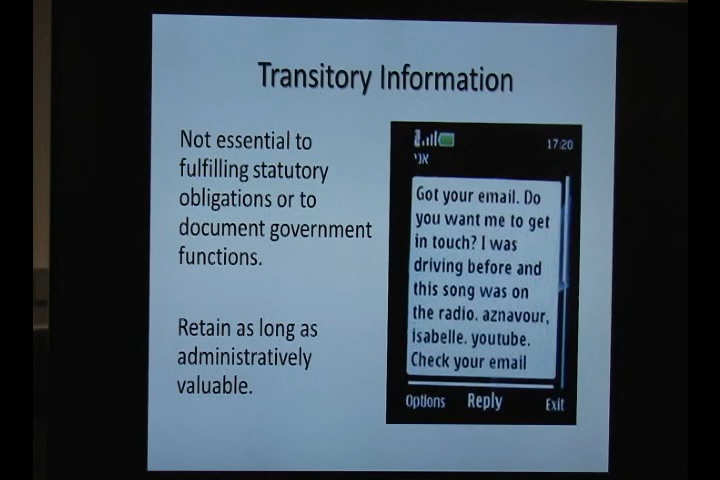 Transitory Information
Not essential to
fulfilling statutory
obligations or to
document government
functions.
Retain as long as
administratively
valuable.
17:20
אני
Got your email. Do
you want me to get
in touch? I was
driving before and
this song was on
the radio. aznavour,
isabelle. youtube.
Check your email
Options Reply Exit